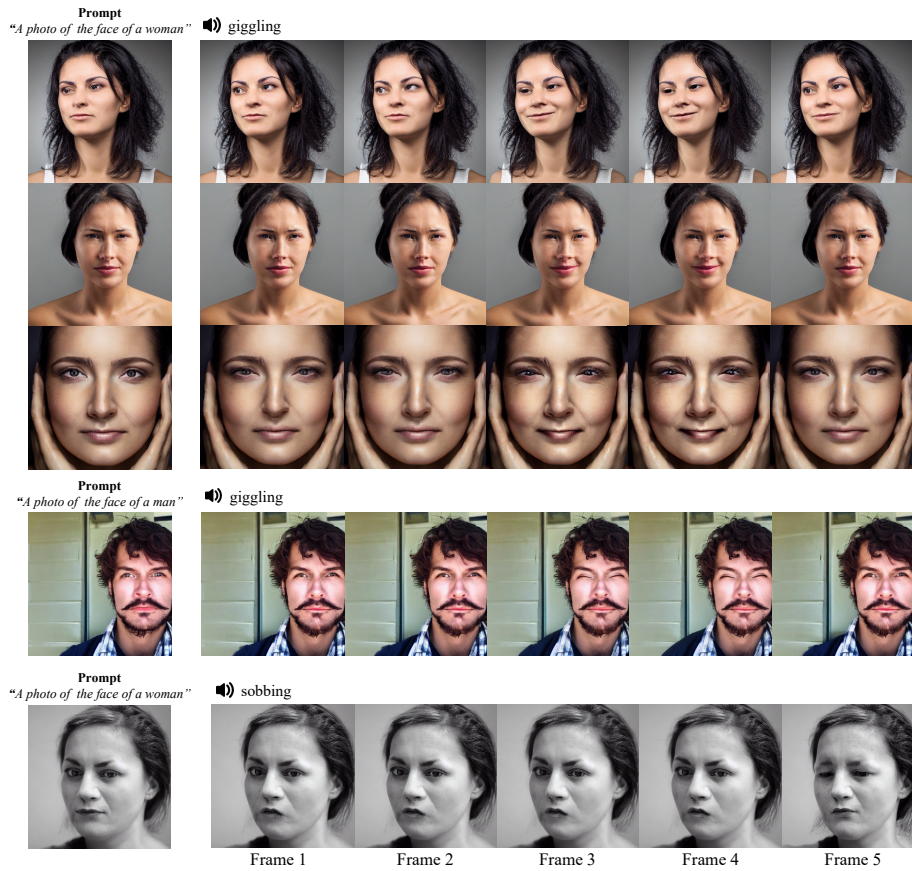 Prompt
“A photo of the face of a woman”
giggling
Prompt
“A photo of the face of a man”
giggling
Prompt
“A photo of the face of a woman”
sobbing
Frame 1
Frame 2
Frame 3
Frame 4
Frame 5